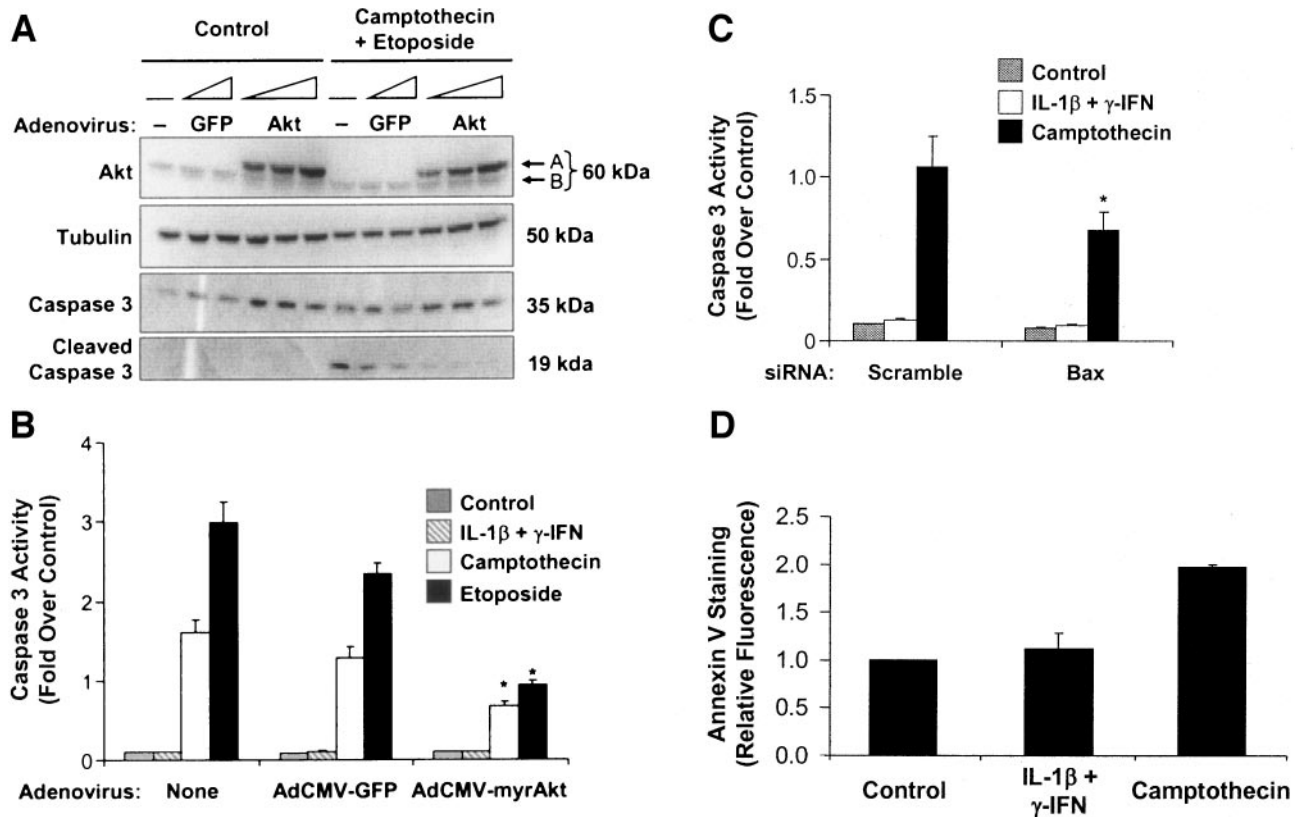 A
Control
Camptothecin
+ Etoposide
Adenovirus: – GFP Akt – GFP Akt
Akt
A
B
60 kDa
Tubulin
50 kDa
Caspase 3
35 kDa
Cleaved
Caspase 3
19 kda
B
Caspase 3 Activity
(Fold Over Control)
4
3
2
1
0
Control
IL-1β + γ-IFN
Camptothecin
Etoposide
* *
Adenovirus: None AdCMV-GFP AdCMV-myrAkt
C
Caspase 3 Activity
(Fold Over Control)
Control
IL-1β + γ-IFN
Camptothecin
1.5
1.0
0.5
0
*
siRNA: Scramble Bax
D
Annexin V Staining
(Relative Fluorescence)
2.5
2.0
1.5
1.0
0.5
0.0
Control
IL-1β +
γ-IFN
Camptothecin